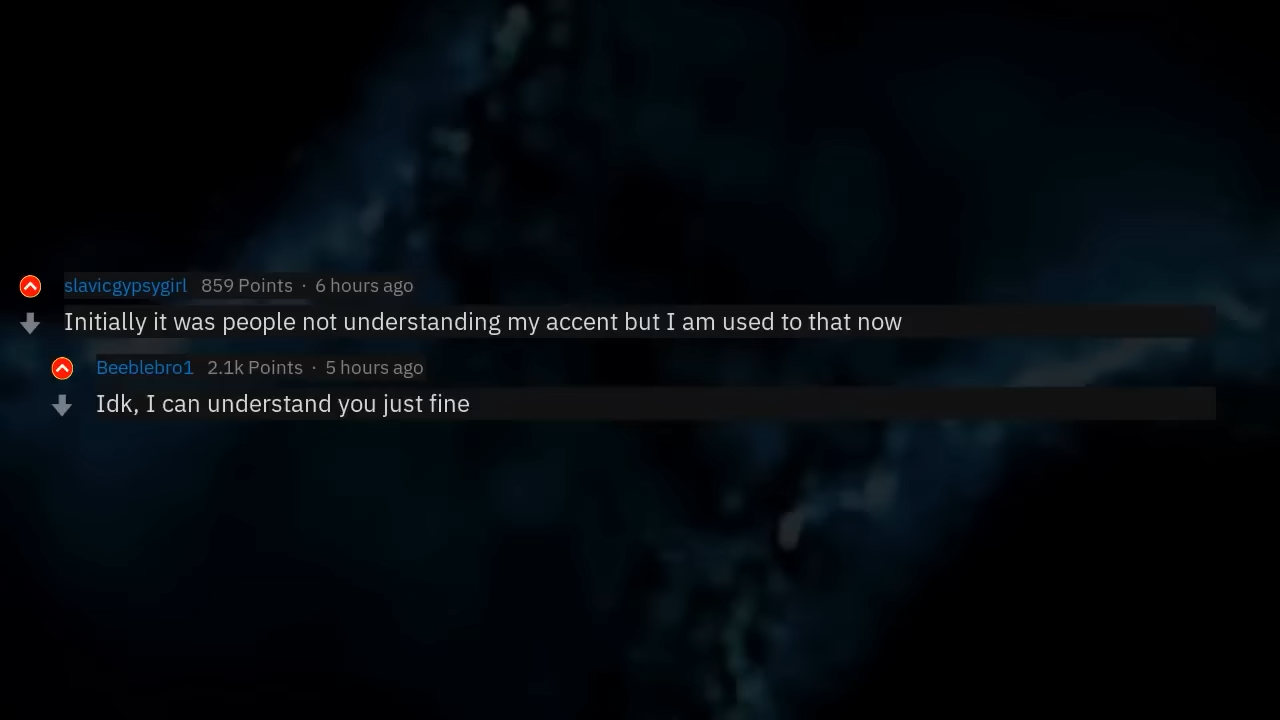 slavicgypsygirl 859 Points · 6 hours ago
Initially it was people not understanding my accent but I am used to that now
Beeblebro1 2.1k Points · 5 hours ago
Idk, I can understand you just fine